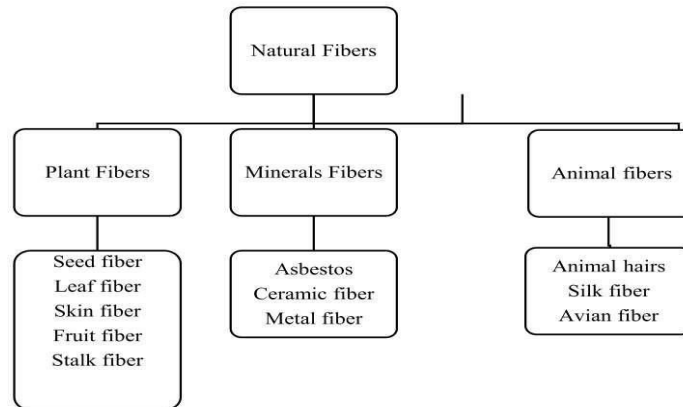 Natural Fibers
Plant Fibers
Minerals Fibers
Animal fibers
Seed fiber
Leaf fiber
Skin fiber
Fruit fiber
Stalk fiber
Asbestos
Ceramic fiber
Metal fiber
Animal hairs
Silk fiber
Avian fiber